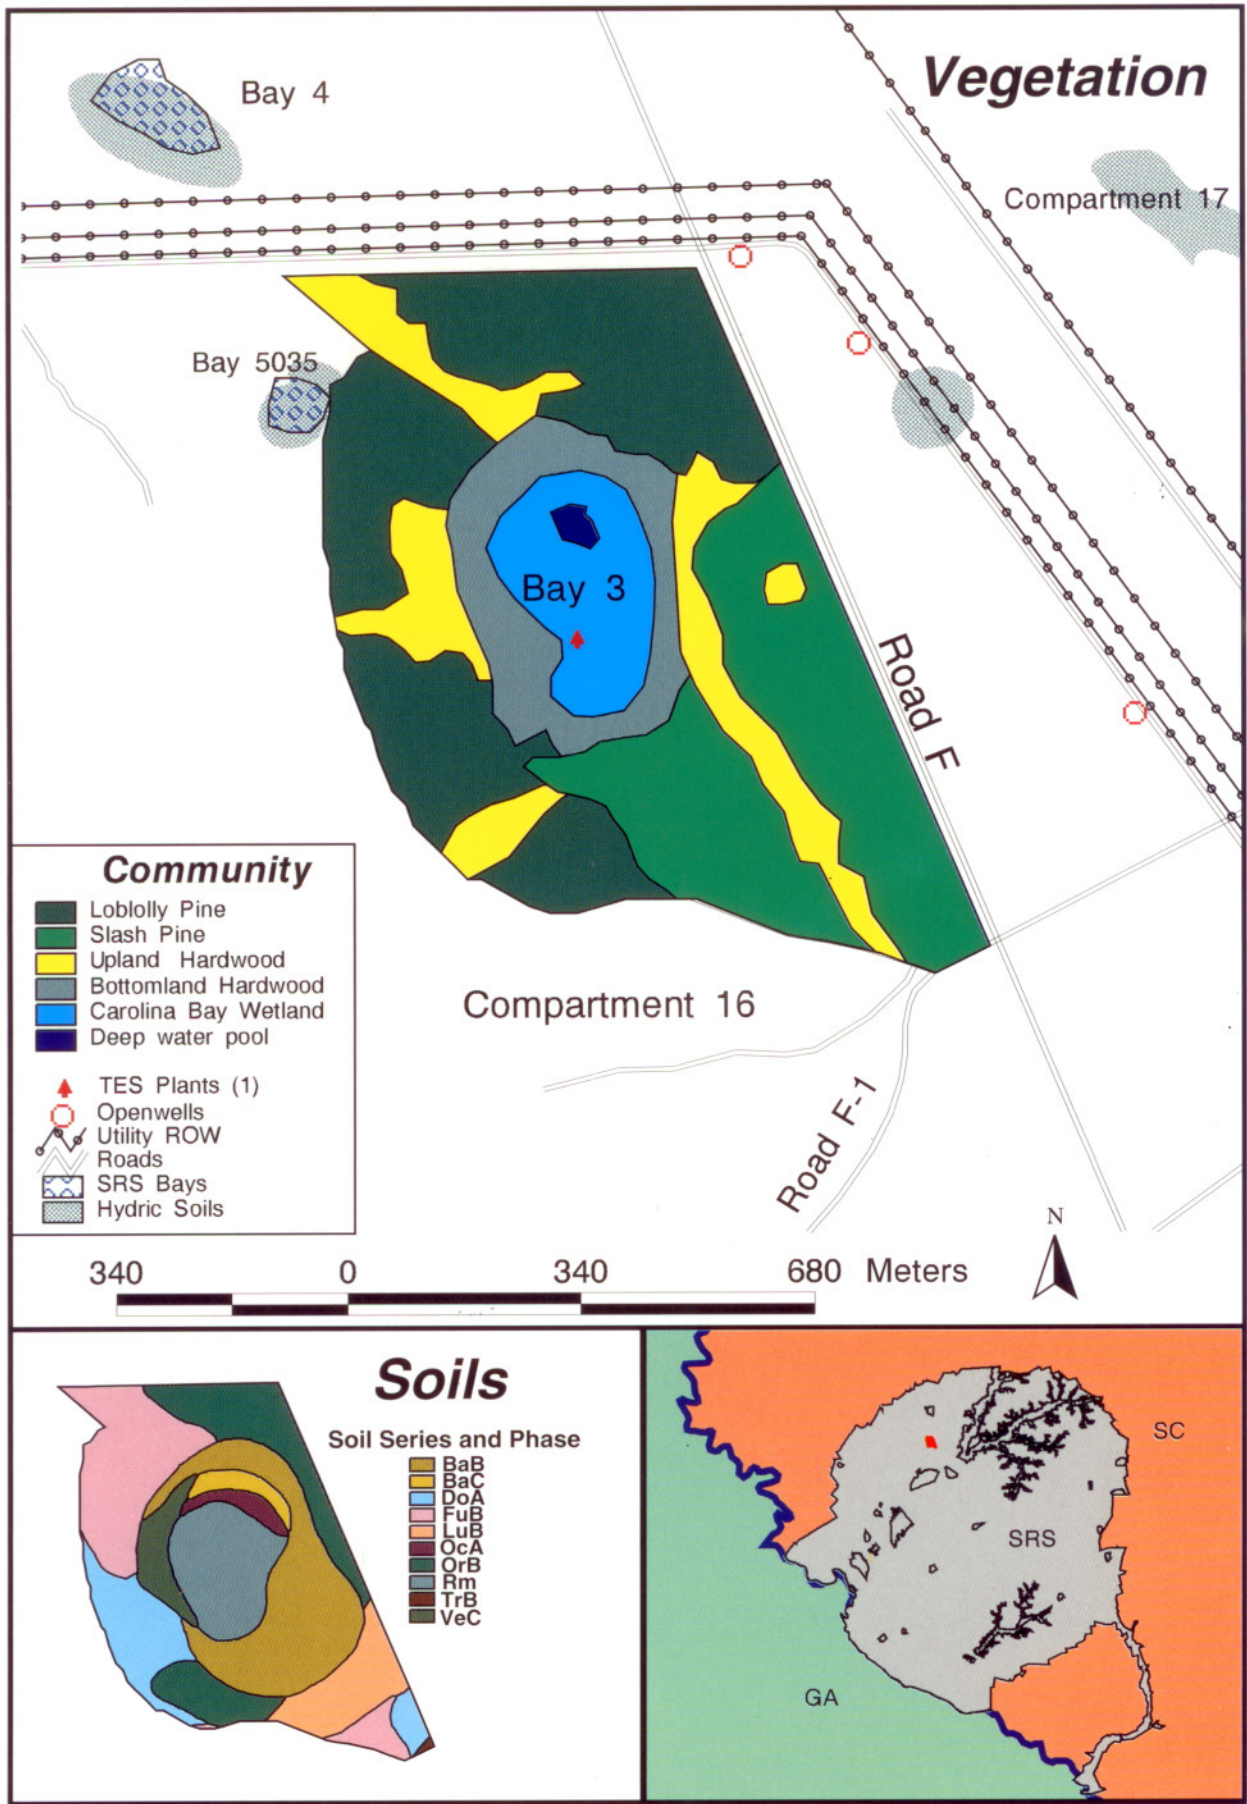 Vegetation
Bay 4
Compartment 17
Bay 5035
Bay 3
Road F
Community
Loblolly Pine
Slash Pine
Upland Hardwood
Bottomland Hardwood
Carolina Bay Wetland
Deep water pool
TES Plants (1)
Openwells
Utility ROW
Roads
SRS Bays
Hydric Soils
Compartment 16
Road F-1
N
340 0 340 680 Meters
Soils
Soil Series and Phase
BaB
BaC
DoA
FuB
LuB
OcA
OrB
Rm
TrB
VeC
SC
SRS
GA